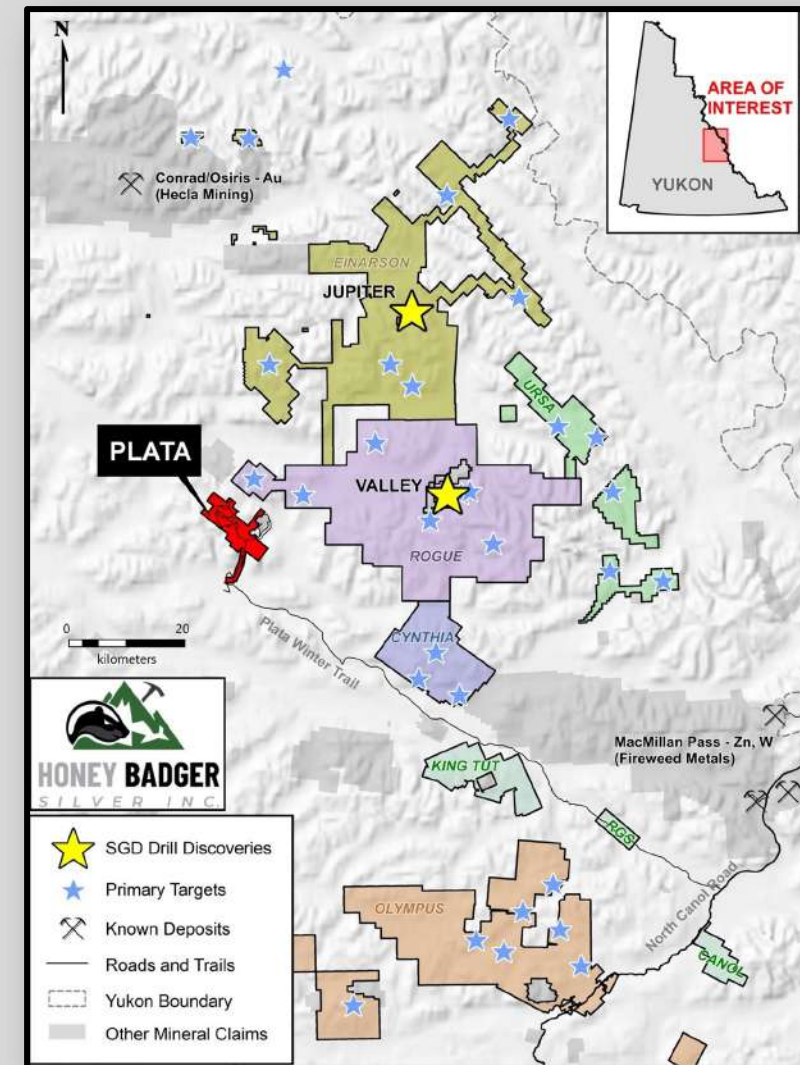 N
AREA OF
INTEREST
YUKON
Conrad/Osiris - Au
(Hecla Mining)
EINARSON
JUPITER
URSA
PLATA
VALLEY
ROGUE
0 20
kilometers
Plata Winter Trail
CYNTHIA
HONEY BADGER
SILVER INC.
MacMillan Pass - Zn, W
(Fireweed Metals)
KING TUT
RGS
North Canol Road
OLYMPUS
CANOL
SGD Drill Discoveries
Primary Targets
Known Deposits
Roads and Trails
Yukon Boundary
Other Mineral Claims